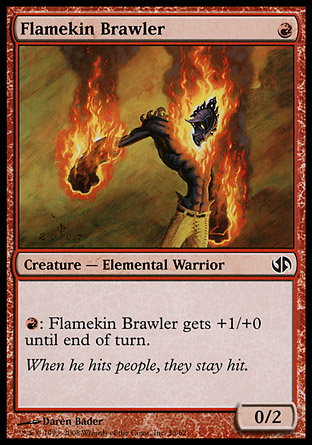 Flamekin Brawler
Creature — Elemental Warrior
: Flamekin Brawler gets +1/+0
until end of turn.
When he hits people, they stay hit.
Daren Bader
0/2